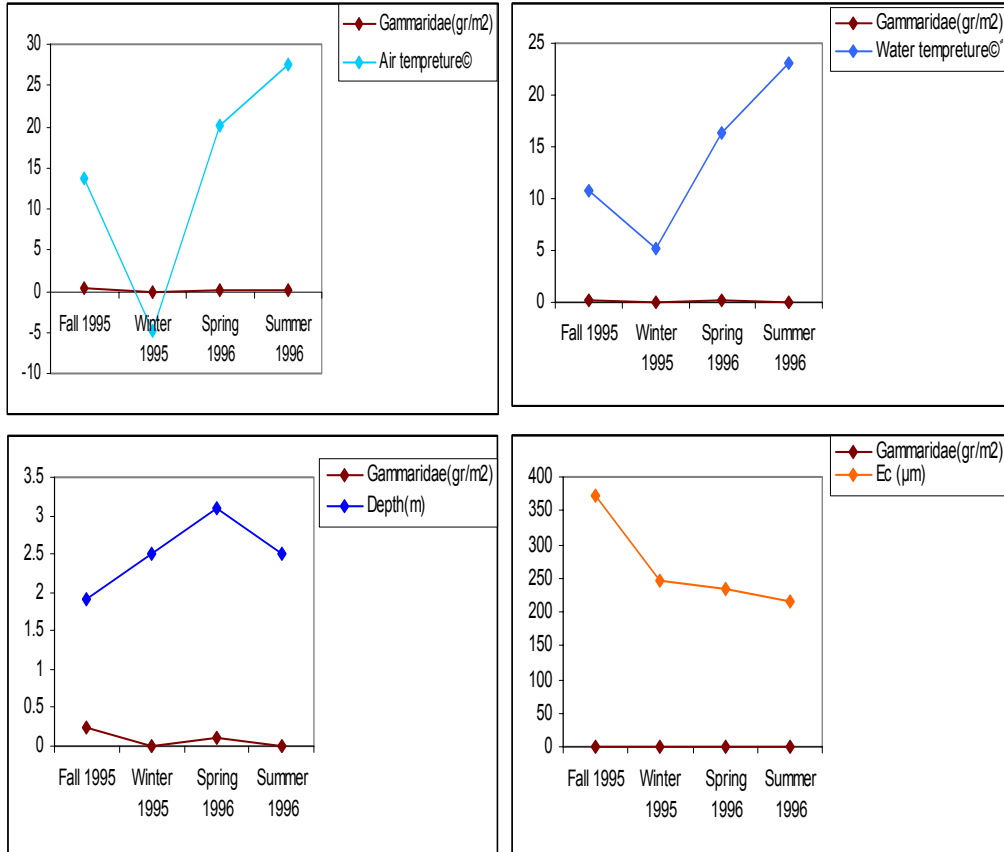 Gammaridae(gr/m2)
Air tempreture©
30
25
20
15
10
5
0
-5
-10
Fall 1995
Winter
1995
Spring
1996
Summer
1996
Gammaridae(gr/m2)
Water tempreture©°
25
20
15
10
5
0
Fall 1995
Winter
1995
Spring
1996
Summer
1996
Gammaridae(gr/m2)
Depth(m)
3.5
3
2.5
2
1.5
1
0.5
0
Fall 1995
Winter
1995
Spring
1996
Summer
1996
Gammaridae(gr/m2)
Ec (µm)
400
350
300
250
200
150
100
50
0
Fall 1995
Winter
1995
Spring
1996
Summer
1996